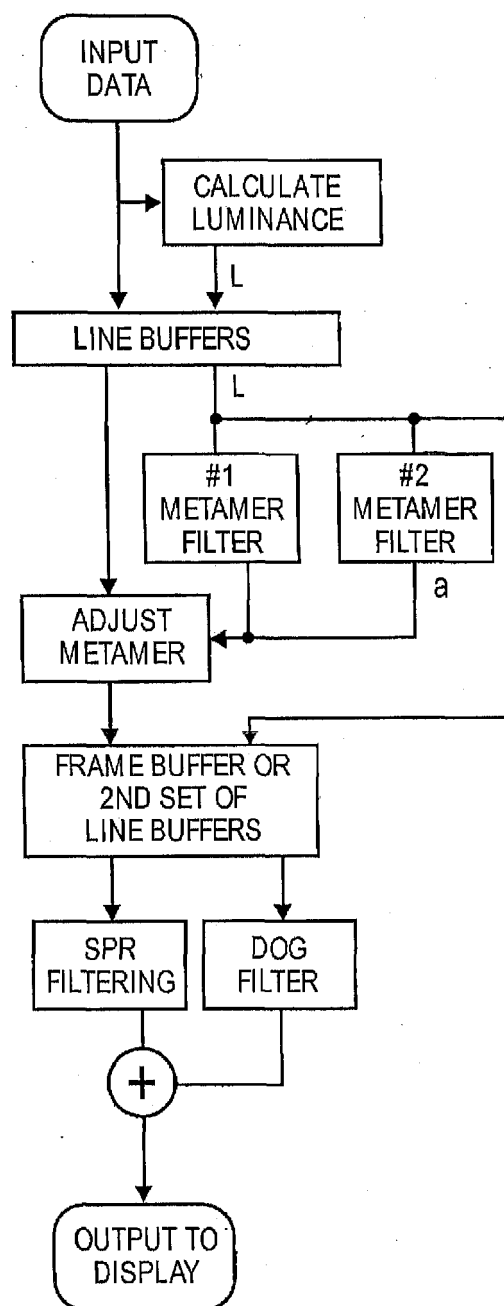 INPUT
DATA
CALCULATE
LUMINANCE
L
LINE BUFFERS
L
#1
METAMER
FILTER
#2
METAMER
FILTER
a
ADJUST
METAMER
FRAME BUFFER OR
2ND SET OF
LINE BUFFERS
SPR
FILTERING
DOG
FILTER
+
OUTPUT TO
DISPLAY